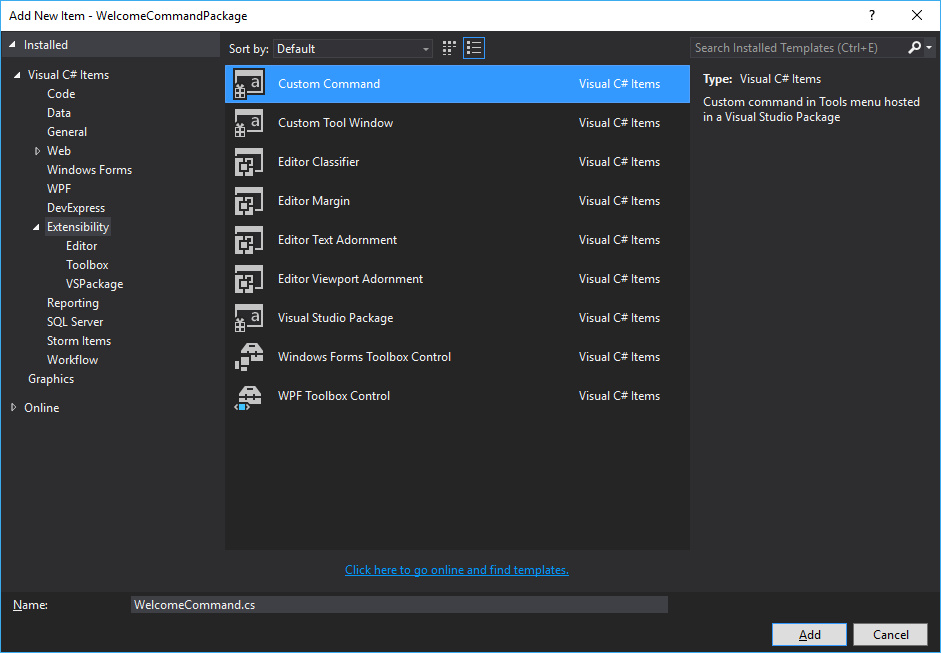 Add New Item - WelcomeCommandPackage
?
Installed
Sort by: Default
Search Installed Templates (Ctrl+E)
Visual C# Items
Code
Data
General
Web
Windows Forms
WPF
DevExpress
Extensibility
Editor
Toolbox
VSPackage
Reporting
SQL Server
Storm Items
Workflow
Graphics
Online
Custom Command Visual C# Items
Custom Tool Window Visual C# Items
Editor Classifier Visual C# Items
Editor Margin Visual C# Items
Editor Text Adornment Visual C# Items
Editor Viewport Adornment Visual C# Items
Visual Studio Package Visual C# Items
Windows Forms Toolbox Control Visual C# Items
WPF Toolbox Control Visual C# Items
Type: Visual C# Items
Custom command in Tools menu hosted
in a Visual Studio Package
Click here to go online and find templates.
Name: WelcomeCommand.cs
Add Cancel